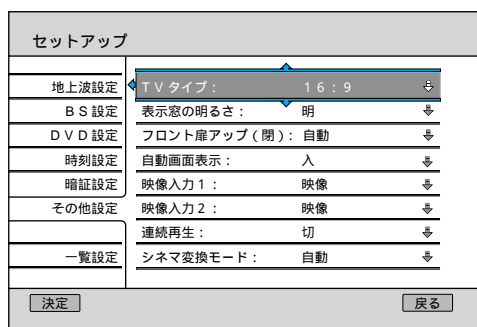 セットアップ
地上波設定
BS設定
DVD設定
時刻設定
暗証設定
その他設定
一覧設定
TVタイプ: 16:9
表示窓の明るさ: 明
フロント扉アップ(閉): 自動
自動画面表示: 入
映像入力1: 映像
映像入力2: 映像
連続再生: 切
シネマ変換モード: 自動
決定
戻る